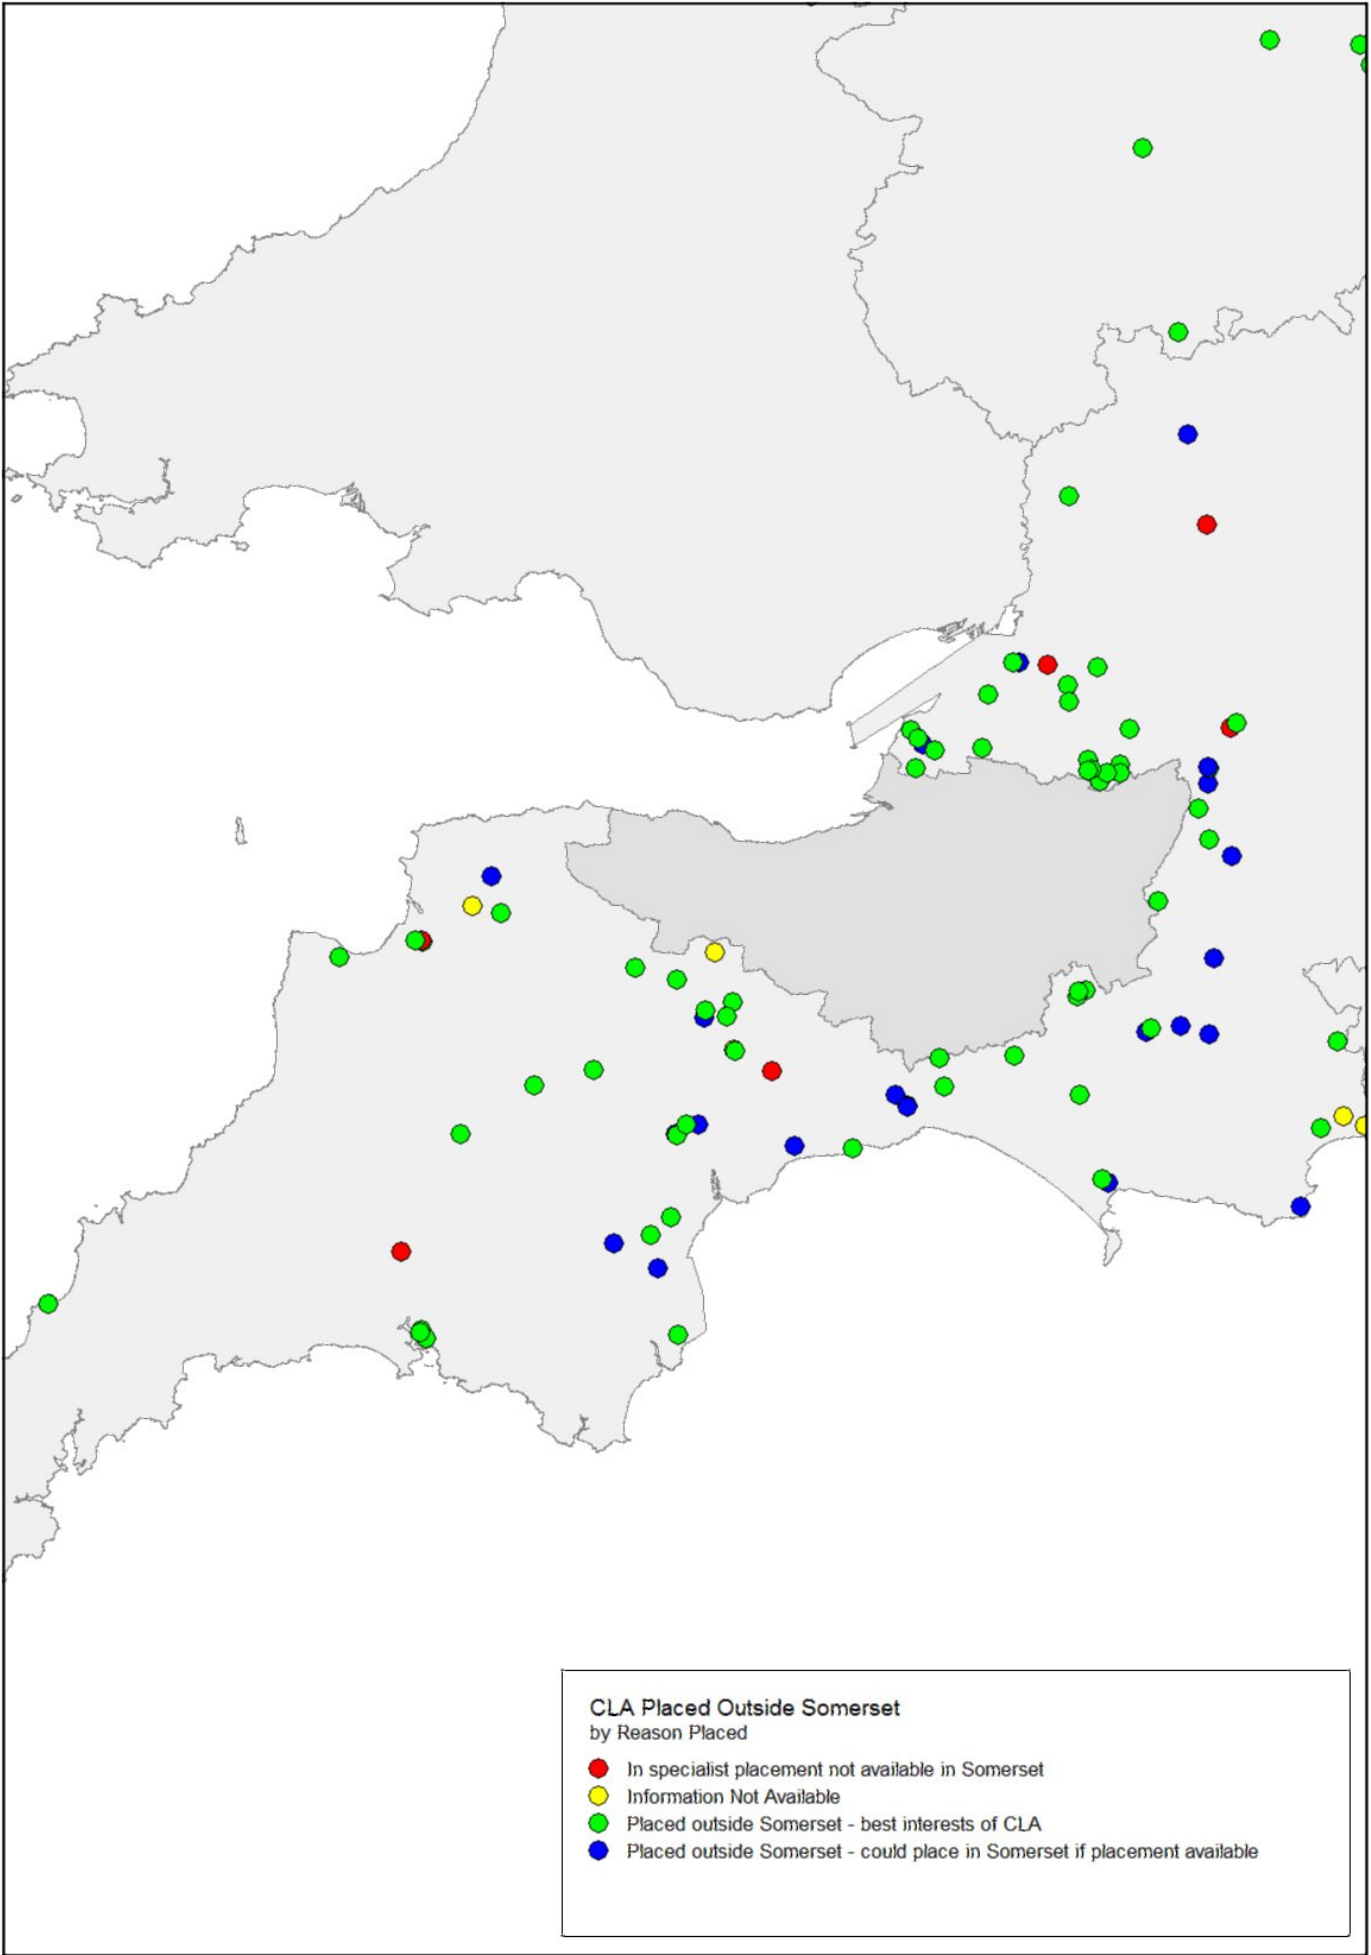 CLA Placed Outside Somerset
by Reason Placed
In specialist placement not available in Somerset
Information Not Available
Placed outside Somerset - best interests of CLA
Placed outside Somerset - could place in Somerset if placement available